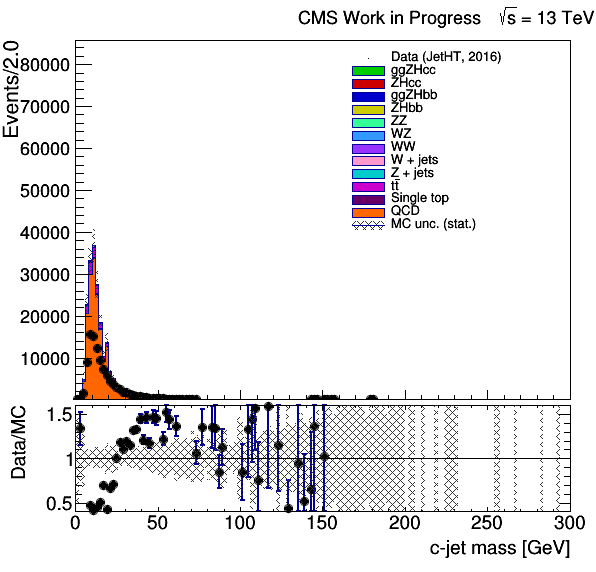 CMS Work in Progress √s = 13 TeV
Events/2.0
80000
70000
60000
50000
40000
30000
20000
10000
Data (JetHT, 2016)
ggZHcc
ZHcc
ggZHbb
ZHbb
ZZ
WZ
WW
W + jets
Z + jets
tt̄
Single top
QCD
MC unc. (stat.)
Data/MC
1.5
1
0.5
0 50 100 150 200 250 300
c-jet mass [GeV]